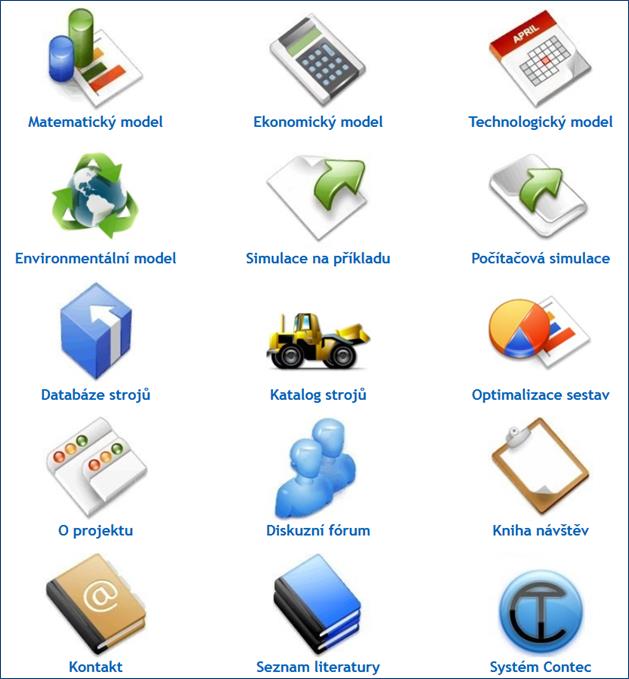 APRIL
Matematický model
Ekonomický model
Technologický model
Environmentální model
Simulace na příkladu
Počítačová simulace
Databáze strojů
Katalog strojů
Optimalizace sestav
O projektu
Diskuzní fórum
Kniha návštěv
@
Kontakt
Seznam literatury
Systém Contec